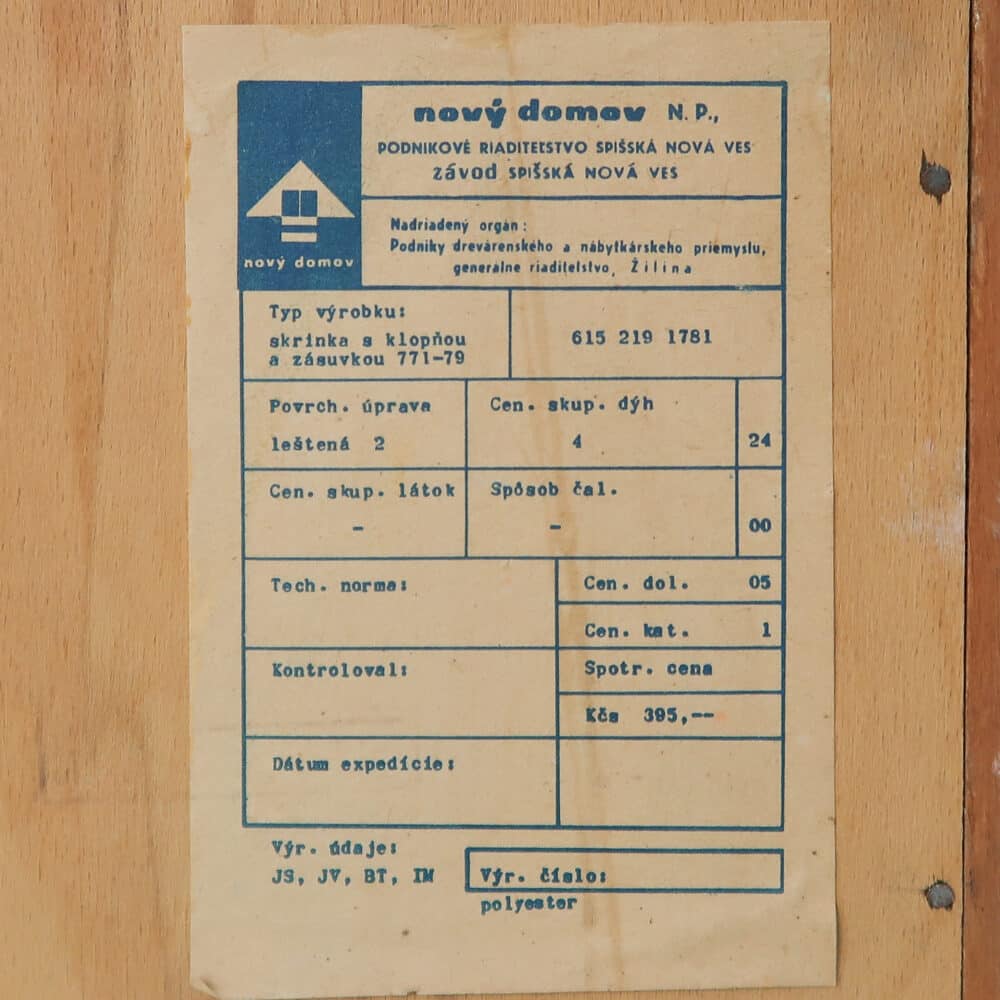 nový domov N. P.,
PODNIKOVÉ RIADITEĽSTVO SPIŠSKÁ NOVÁ VES
závod SPIŠSKÁ NOVÁ VES
nový domov
Nadriadený orgán:
Podniky drevárenského a nábytkárskeho priemyslu,
generálne riaditelstvo, Žilina
Typ výrobku:
skrinka s klopňou
a zásuvkou 771-79
615 219 1781
Povrch. úprava
leštená 2
Cen. skup. dýh
4
24
Cen. skup. látok
-
Spôsob čal.
-
00
Tech. norma:
Cen. dol. 05
Cen. kat. 1
Kontroloval:
Spotr. cena
Kčs 395,--
Dátum expedície:
Výr. údaje:
JS, JV, BT, IM
Výr. číslo:
polyester